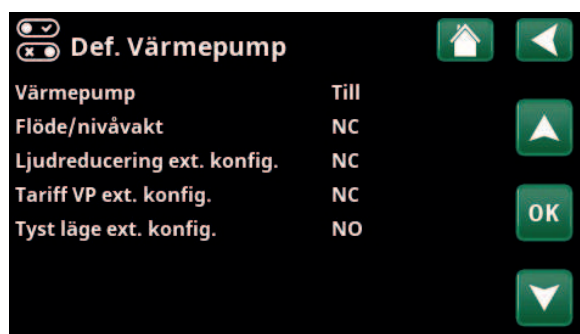 Def. Värmepump
Värmepump Till
Flöde/nivåvakt NC
Ljudreducering ext. konfig. NC
Tariff VP ext. konfig. NC
OK
Tyst läge ext. konfig. NO